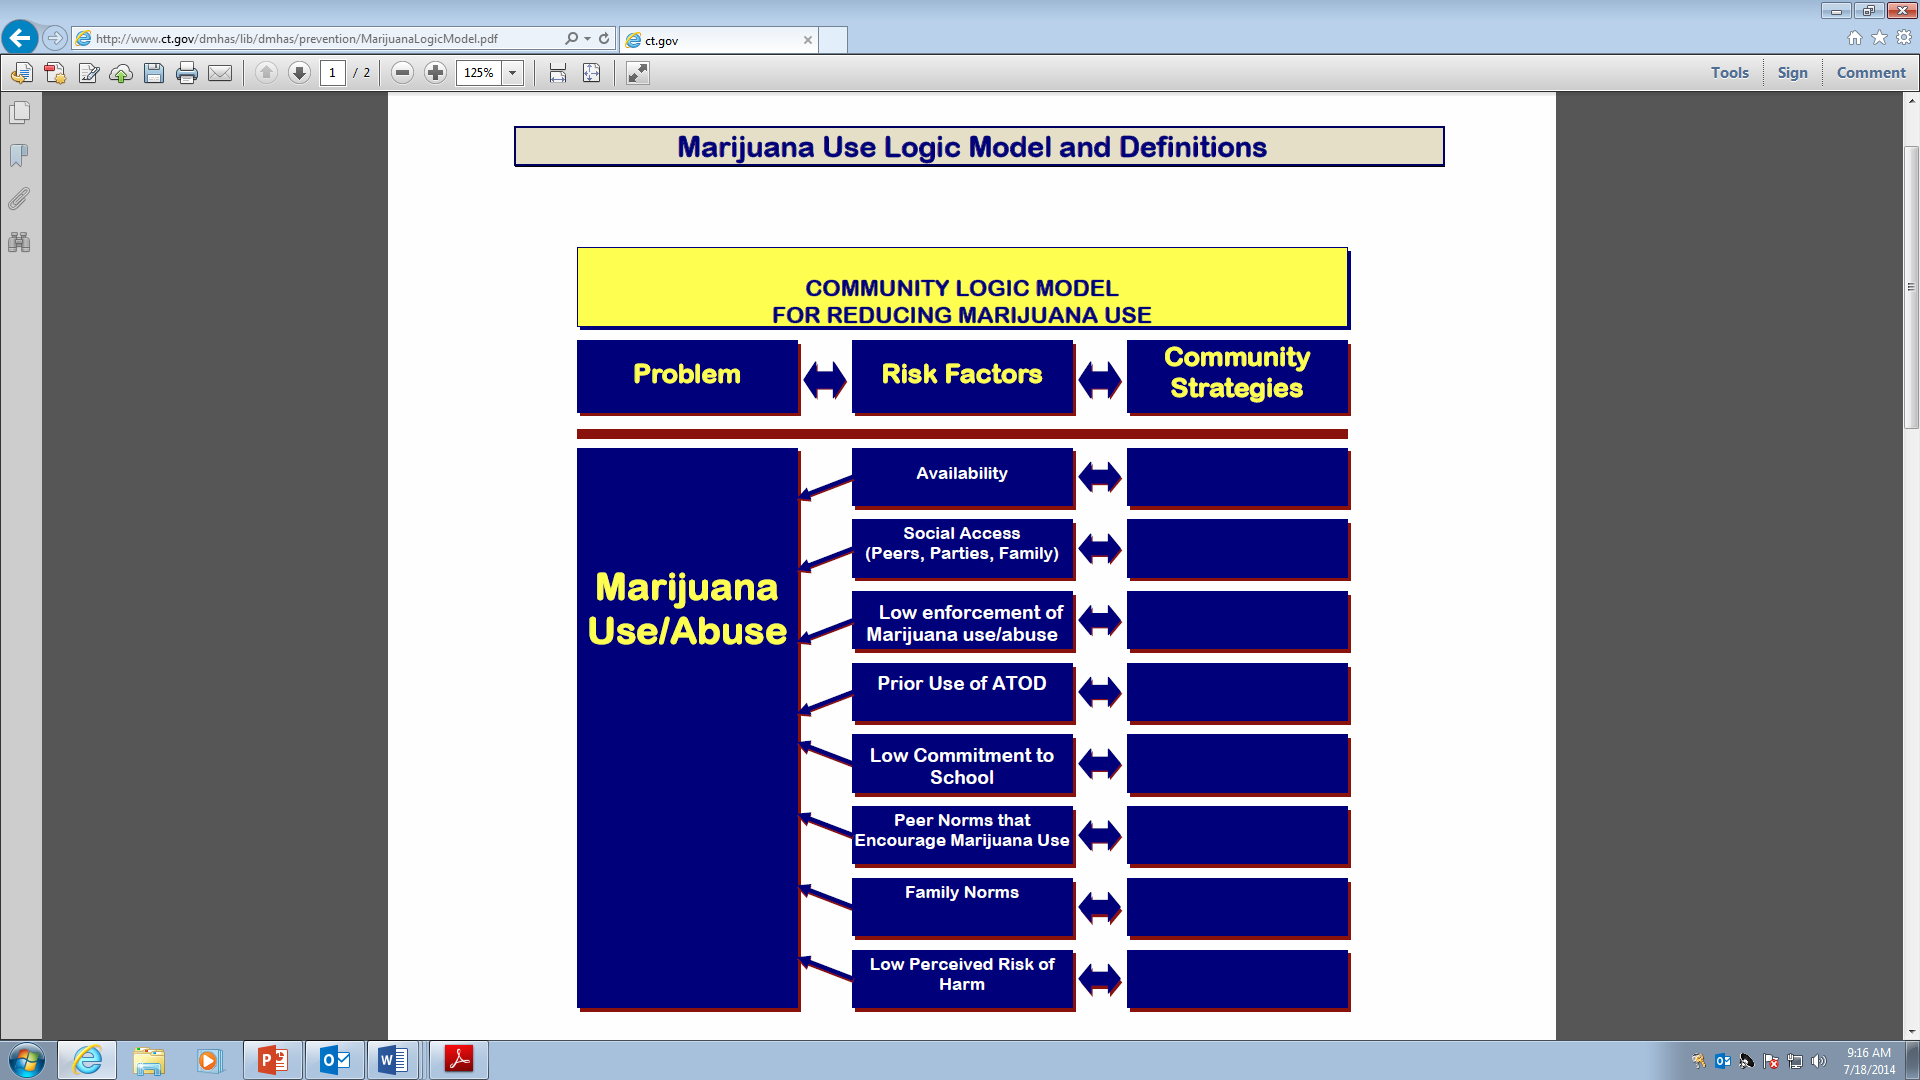 http://www.ct.gov/dmhas/lib/dmhas/prevention/MarijuanaLogicModel.pdf
ct.gov
1 / 2
125%
Tools
Sign
Comment
Marijuana Use Logic Model and Definitions
COMMUNITY LOGIC MODEL
FOR REDUCING MARIJUANA USE
Problem
Risk Factors
Community
Strategies
Marijuana
Use/Abuse
Availability
Social Access
(Peers, Parties, Family)
Low enforcement of
Marijuana use/abuse
Prior Use of ATOD
Low Commitment to
School
Peer Norms that
Encourage Marijuana Use
Family Norms
Low Perceived Risk of
Harm
9:16 AM
7/18/2014